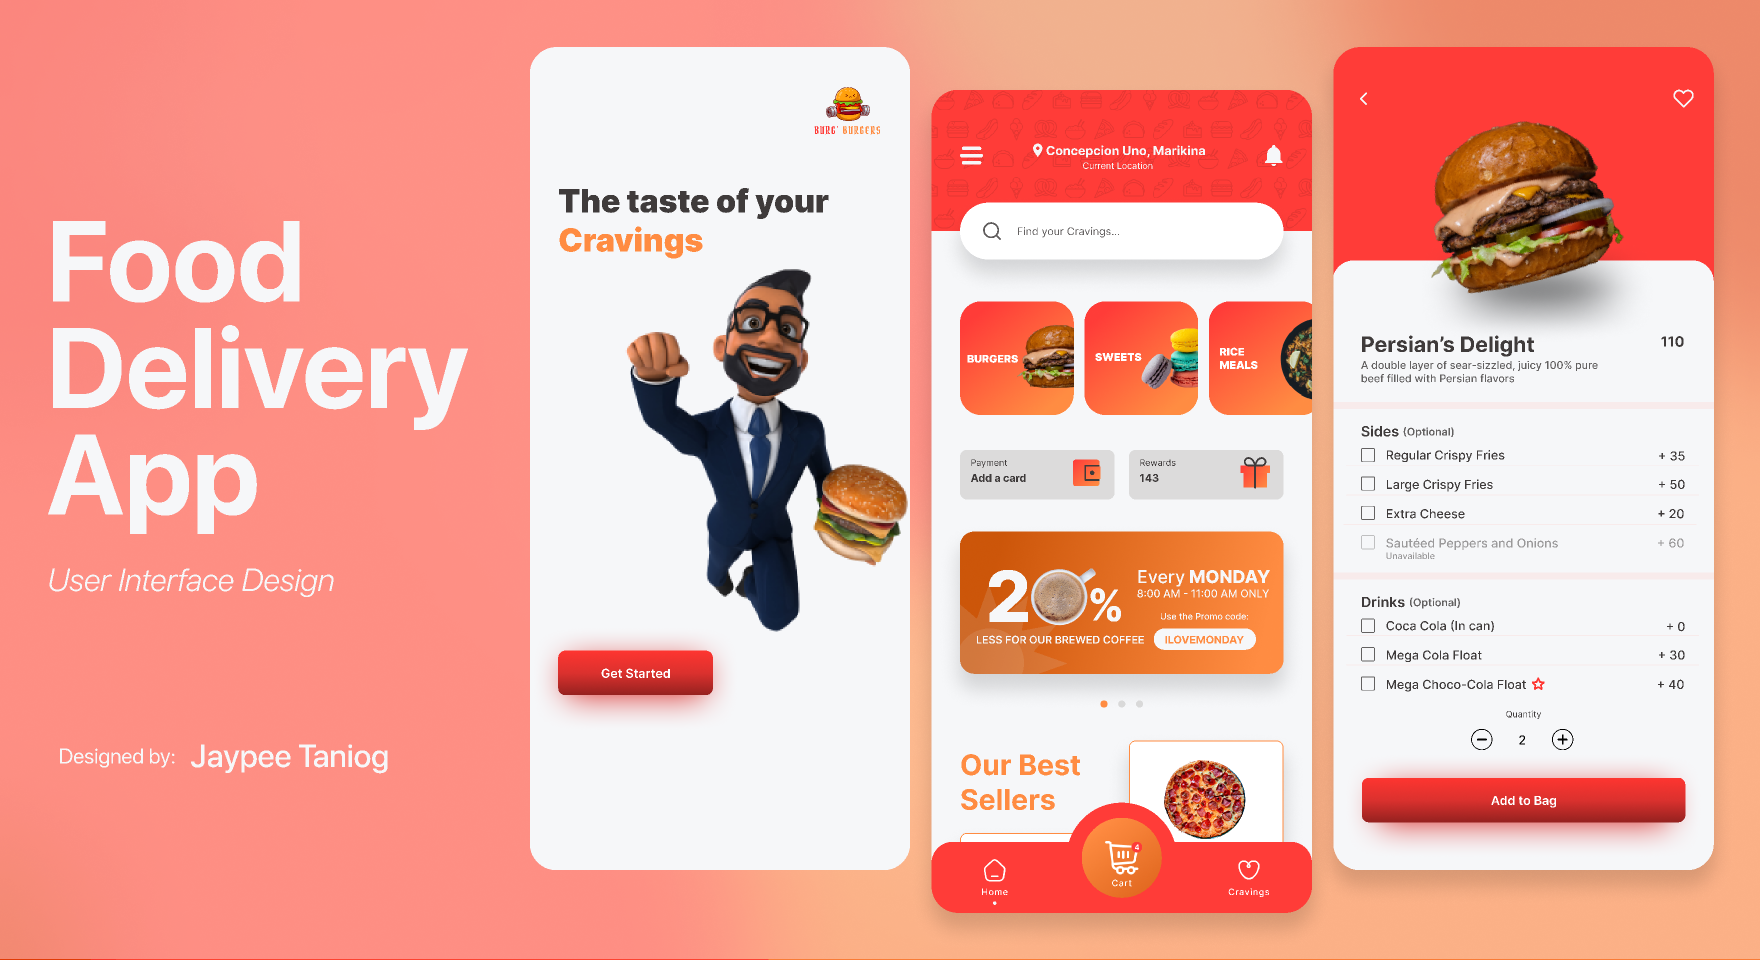 Food
Delivery
App
User Interface Design
Designed by: Jaypee Taniog
BURG' BURGERS
The taste of your
Cravings
Get Started
Concepcion Uno, Marikina
Current Location
Find your Cravings...
BURGERS
SWEETS
RICE
MEALS
Payment
Add a card
Rewards
143
20%
LESS FOR OUR BREWED COFFEE
Every MONDAY
8:00 AM - 11:00 AM ONLY
Use the Promo code:
ILOVEMONDAY
Our Best
Sellers
Home
4
Cart
Cravings
Persian's Delight 110
A double layer of sear-sizzled, juicy 100% pure
beef filled with Persian flavors
Sides (Optional)
Regular Crispy Fries + 35
Large Crispy Fries + 50
Extra Cheese + 20
Sautéed Peppers and Onions + 60
Unavailable
Drinks (Optional)
Coca Cola (In can) + 0
Mega Cola Float + 30
Mega Choco-Cola Float + 40
Quantity
2
Add to Bag